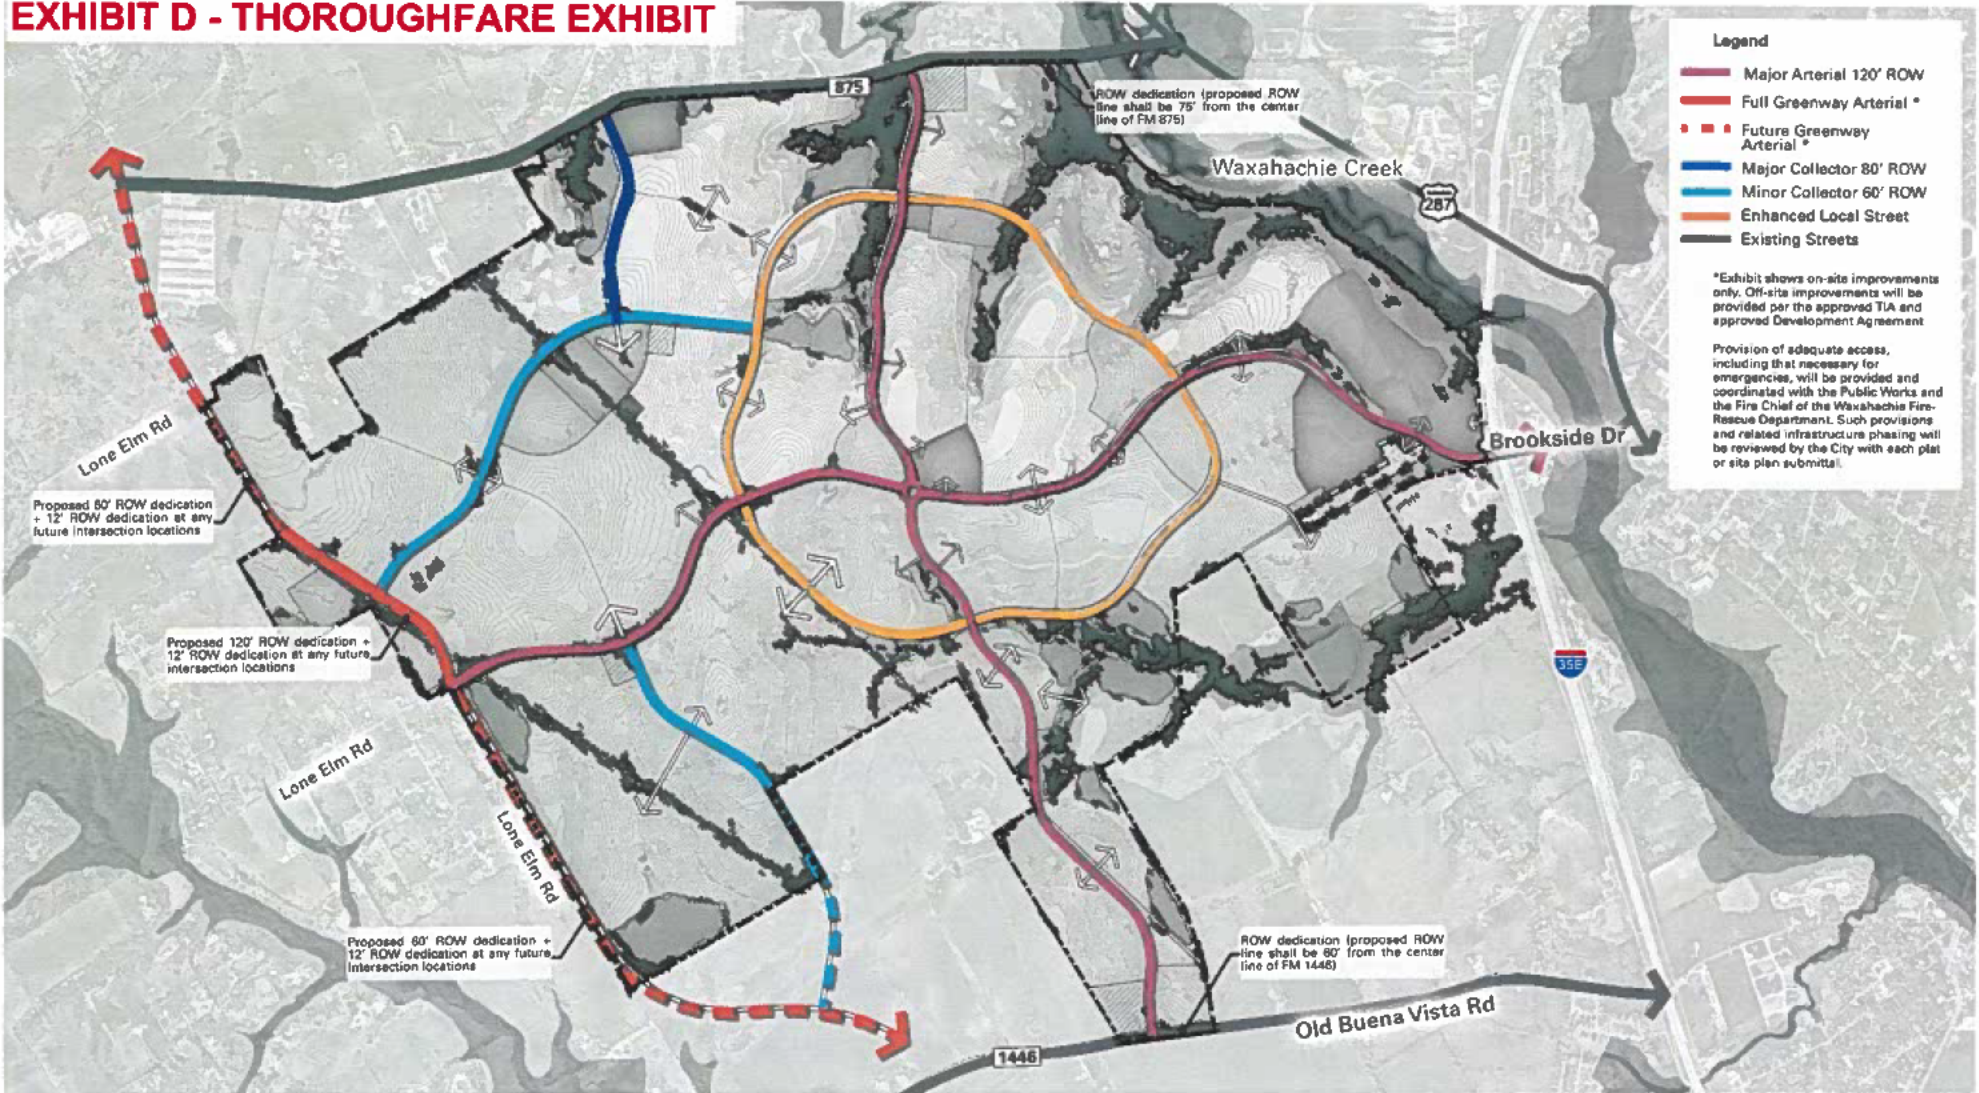 EXHIBIT D - THOROUGHFARE EXHIBIT
875
ROW dedication (proposed ROW
line shall be 75' from the center
line of FM 875)
Waxahachie Creek
287
Legend
Major Arterial 120' ROW
Full Greenway Arterial *
Future Greenway
Arterial *
Major Collector 80' ROW
Minor Collector 60' ROW
Enhanced Local Street
Existing Streets
*Exhibit shows on-site improvements
only. Off-site improvements will be
provided per the approved TIA and
approved Development Agreement
Provision of adequate access,
including that necessary for
emergencies, will be provided and
coordinated with the Public Works and
the Fire Chief of the Waxahachie Fire-
Rescue Department. Such provisions
and related infrastructure phasing will
be reviewed by the City with each plat
or site plan submittal.
Brookside Dr
Lone Elm Rd
Proposed 60' ROW dedication
+ 12' ROW dedication at any
future intersection locations
Proposed 120' ROW dedication +
12' ROW dedication at any future
intersection locations
35E
Lone Elm Rd
Lone Elm Rd
Proposed 60' ROW dedication +
12' ROW dedication at any future
intersection locations
ROW dedication (proposed ROW
line shall be 60' from the center
line of FM 1446)
Old Buena Vista Rd
1446